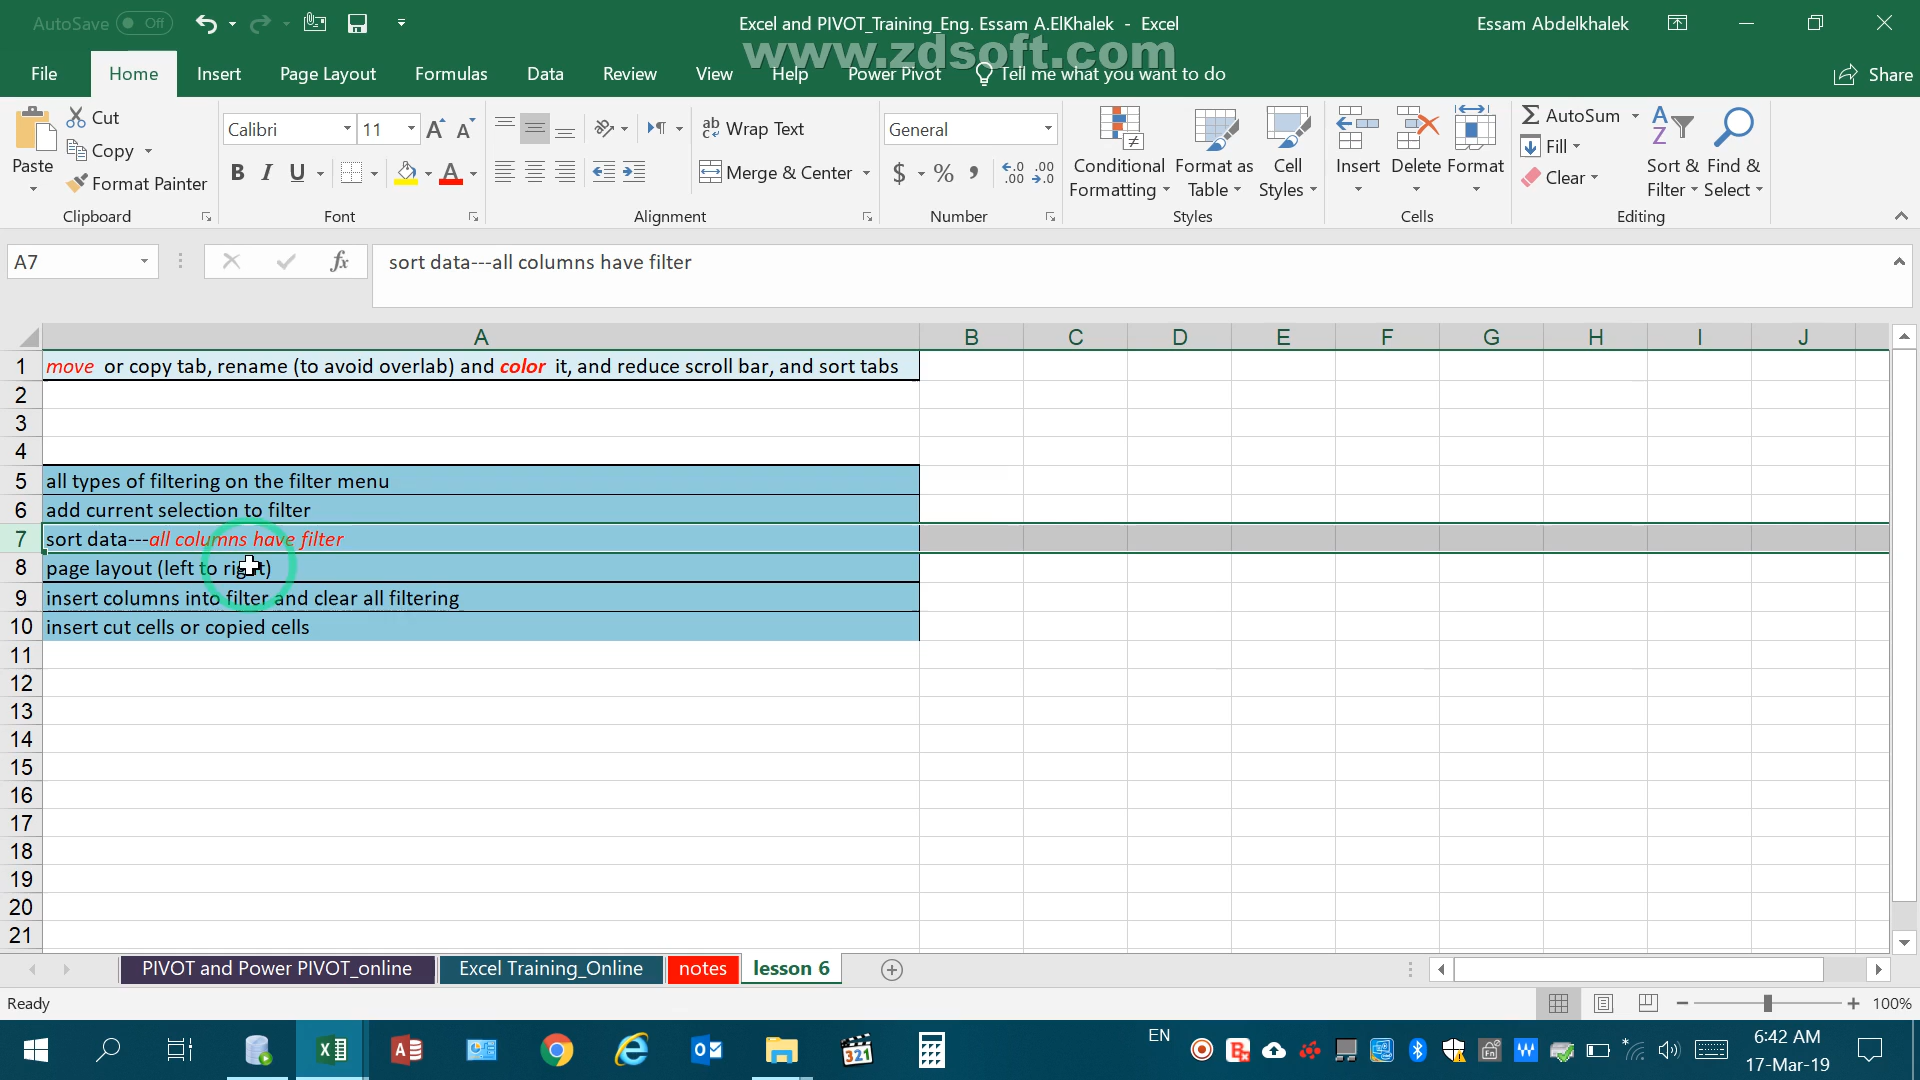 AutoSave Off
Excel and PIVOT_Training_Eng. Essam A.ElKhalek - Excel
Essam Abdelkhalek
www.zdsoft.com
File Home Insert Page Layout Formulas Data Review View Help Power Pivot Tell me what you want to do Share
Paste
Cut
Copy
Format Painter
Clipboard
Calibri 11
B I U
Font
Wrap Text
Merge & Center
Alignment
General
$ % ,
Number
Conditional Formatting
Format as Table
Cell Styles
Styles
Insert Delete Format
Cells
AutoSum
Fill
Clear
Sort & Filter
Find & Select
Editing
A7
fx
sort data---all columns have filter
A B C D E F G H I J
1 move or copy tab, rename (to avoid overlab) and color it, and reduce scroll bar, and sort tabs
2
3
4
5 all types of filtering on the filter menu
6 add current selection to filter
7 sort data---all columns have filter
8 page layout (left to right)
9 insert columns into filter and clear all filtering
10 insert cut cells or copied cells
11
12
13
14
15
16
17
18
19
20
21
PIVOT and Power PIVOT_online Excel Training_Online notes lesson 6
Ready
100%
EN
6:42 AM
17-Mar-19